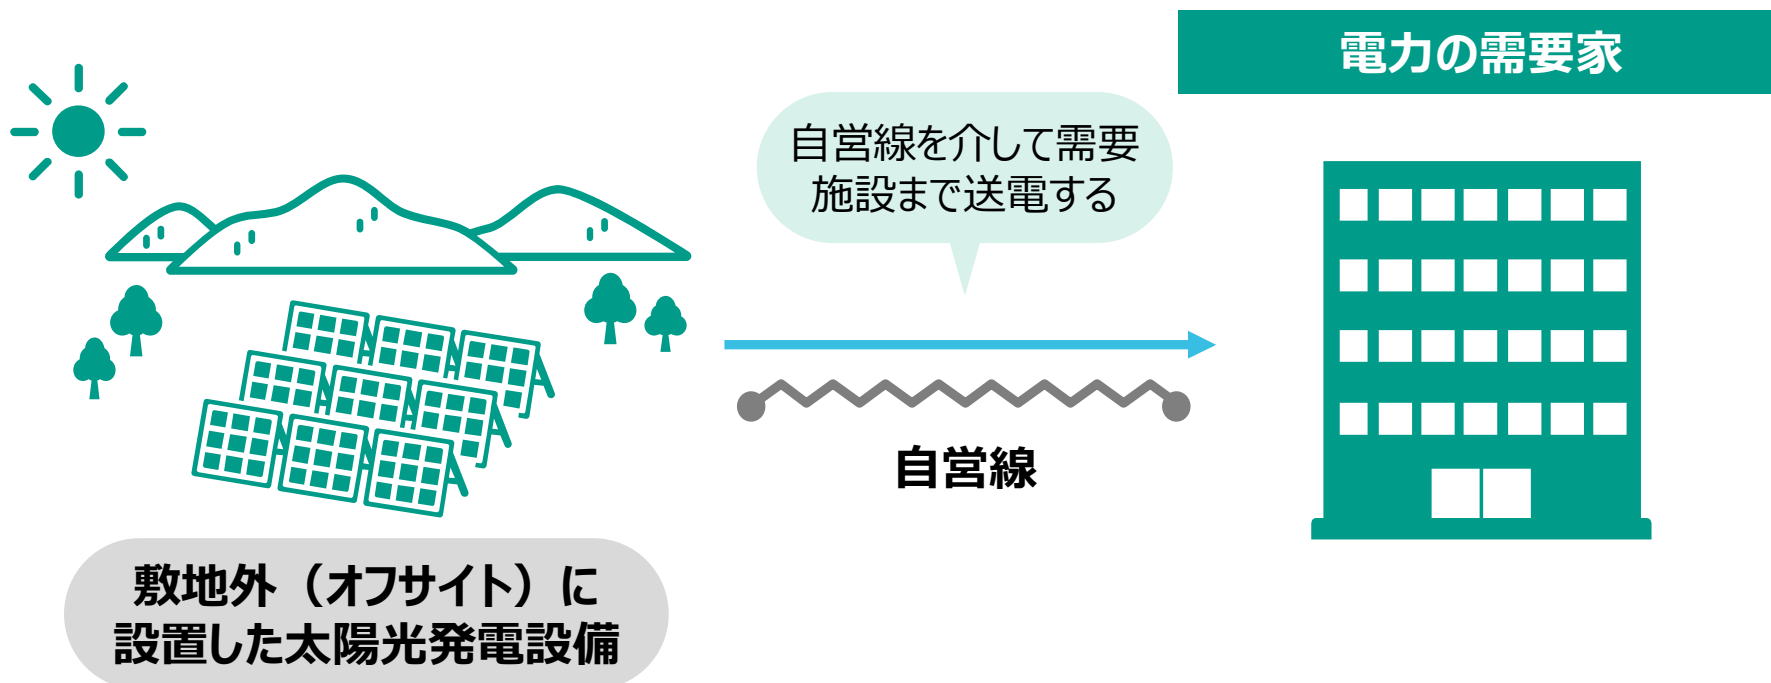 電力の需要家
自営線を介して需要
施設まで送電する
自営線
敷地外（オフサイト）に
設置した太陽光発電設備